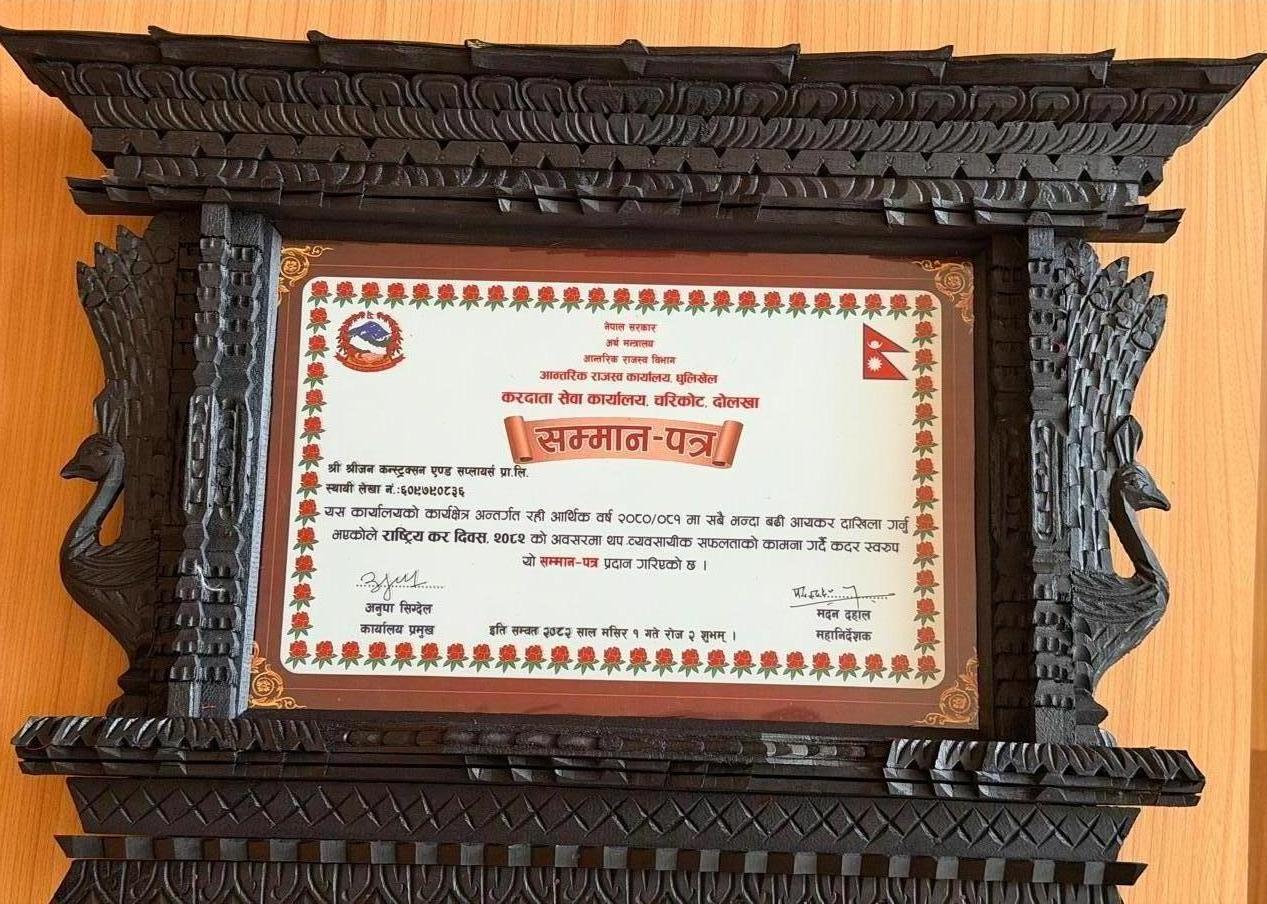 नेपाल सरकार
अर्थ मन्त्रालय
आन्तरिक राजस्व विभाग
आन्तरिक राजस्व कार्यालय, धुलिखेल
करदाता सेवा कार्यालय, चरिकोट, दोलखा
सम्मान-पत्र
श्री श्रीजन कन्स्ट्रक्सन एण्ड सप्लायर्स प्रा.लि.
स्थायी लेखा नं.:६०९७९०८३६
यस कार्यालयको कार्यक्षेत्र अन्तर्गत रही आर्थिक वर्ष २०८०/०८१ मा सबै भन्दा बढी आयकर दाखिला गर्नु
भएकोले राष्ट्रिय कर दिवस, २०८२ को अवसरमा थप व्यवसायीक सफलताको कामना गर्दै कदर स्वरुप
यो सम्मान-पत्र प्रदान गरिएको छ ।
अनुपा सिग्देल
कार्यालय प्रमुख
इति सम्वत २०८२ साल मंसिर १ गते रोज २ शुभम् ।
मदन दहाल
महानिर्देशक